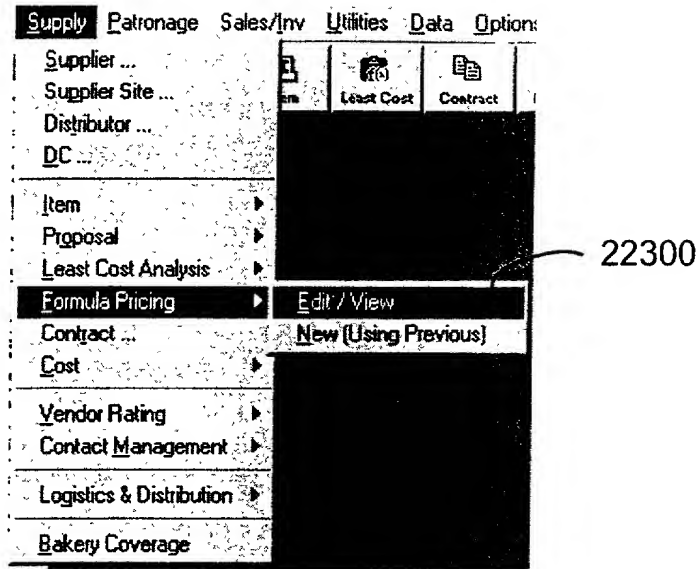 Supply Patronage Sales/Inv Utilities Data Option
Supplier ...
Supplier Site ...
Least Cost Contract
Distributor ...
DC ...
Item
Proposal
Least Cost Analysis
22300
Formula Pricing Edit / View
Contract ... New (Using Previous)
Cost
Vendor Rating
Contact Management
Logistics & Distribution
Bakery Coverage